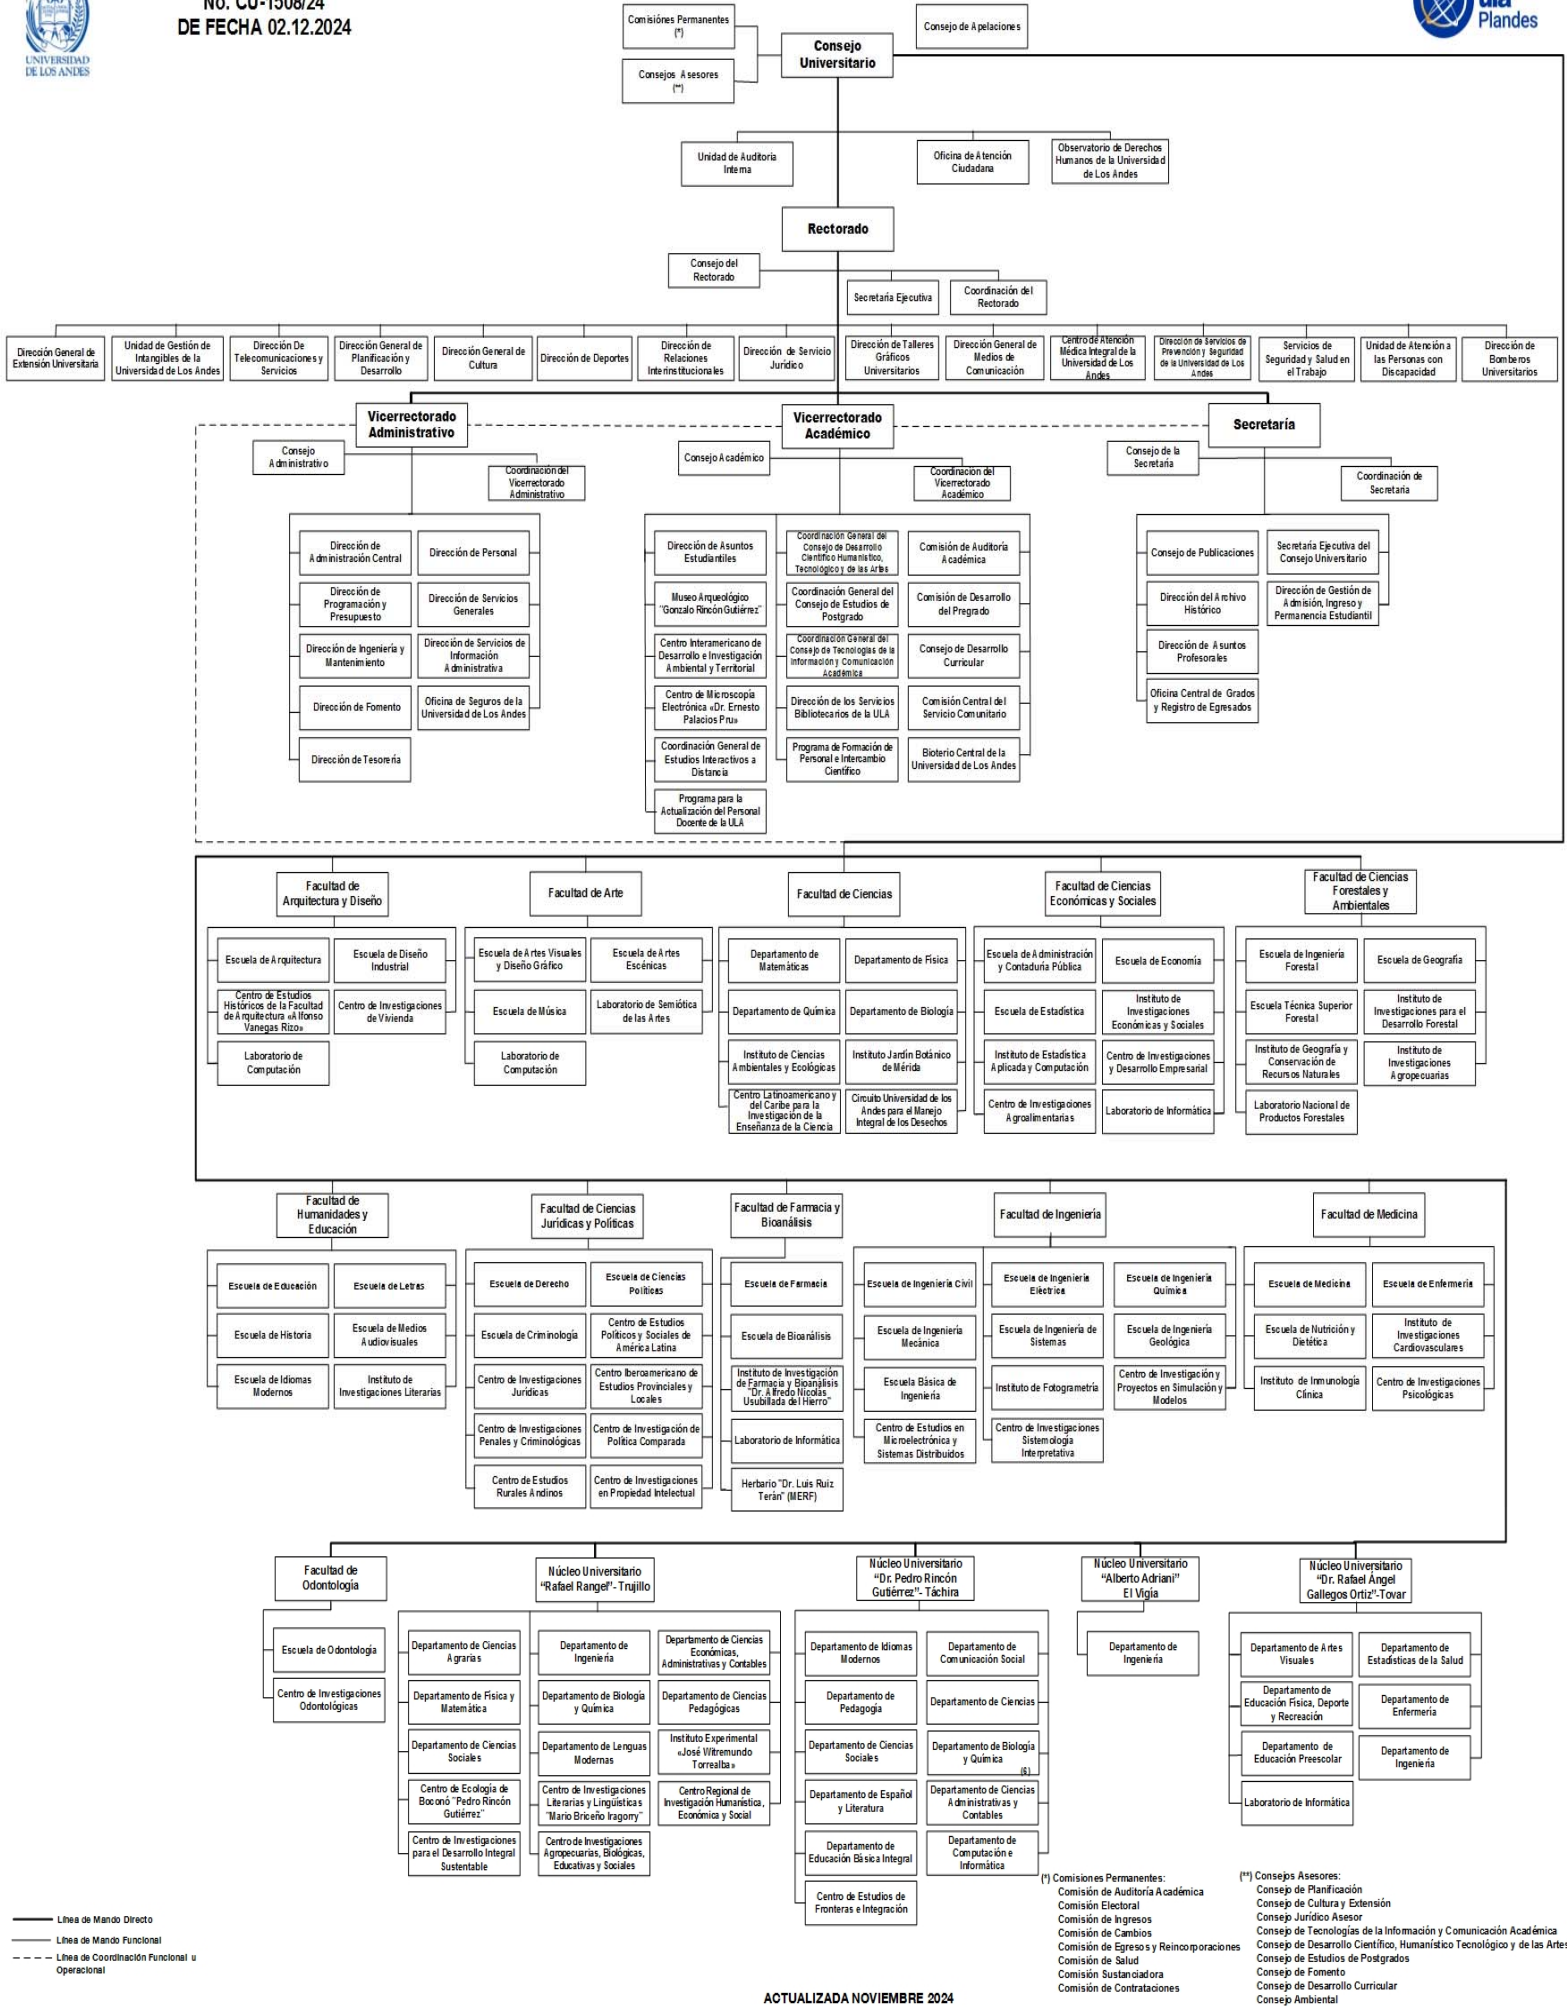 No. CU-1508/24
DE FECHA 02.12.2024
UNIVERSIDAD
DE LOS ANDES
dia
Plandes
Comisiónes Permanentes
(*)
Consejos Asesores
(**)
Consejo
Universitario
Consejo de Apelaciones
Unidad de Auditoría
Interna
Oficina de Atención
Ciudadana
Observatorio de Derechos
Humanos de la Universidad
de Los Andes
Rectorado
Consejo del
Rectorado
Secretaría Ejecutiva
Coordinación del
Rectorado
Dirección General de
Extensión Universitaria
Unidad de Gestión de
Intangibles de la
Universidad de Los Andes
Dirección De
Telecomunicaciones y
Servicios
Dirección General de
Planificación y
Desarrollo
Dirección General de
Cultura
Dirección de Deportes
Dirección de
Relaciones
Interinstitucionales
Dirección de Servicio
Jurídico
Dirección de Talleres
Gráficos
Universitarios
Dirección General de
Medios de
Comunicación
Centro de Atención
Médica Integral de la
Universidad de Los
Andes
Dirección de Servicios de
Prevención y Seguridad
de la Universidad de Los
Andes
Servicios de
Seguridad y Salud en
el Trabajo
Unidad de Atención a
las Personas con
Discapacidad
Dirección de
Bomberos
Universitarios
Vicerrectorado
Administrativo
Vicerrectorado
Académico
Secretaría
Consejo
Administrativo
Coordinación del
Vicerrectorado
Administrativo
Consejo Académico
Coordinación del
Vicerrectorado
Académico
Consejo de la
Secretaría
Coordinación de
Secretaria
Dirección de
Administración Central
Dirección de Personal
Dirección de
Programación y
Presupuesto
Dirección de Servicios
Generales
Dirección de Ingeniería y
Mantenimiento
Dirección de Servicios de
Información
Administrativa
Dirección de Fomento
Oficina de Seguros de la
Universidad de Los Andes
Dirección de Tesorería
Dirección de Asuntos
Estudiantiles
Coordinación General del
Consejo de Desarrollo
Científico Humanístico,
Tecnológico y de las Artes
Comisión de Auditoría
Académica
Museo Arqueológico
"Gonzalo Rincón Gutiérrez"
Coordinación General del
Consejo de Estudios de
Postgrado
Comisión de Desarrollo
del Pregrado
Centro Interamericano de
Desarrollo e Investigación
Ambiental y Territorial
Coordinación General del
Consejo de Tecnologías de la
Información y Comunicación
Académica
Consejo de Desarrollo
Curricular
Centro de Microscopía
Electrónica «Dr. Ernesto
Palacios Pru»
Dirección de los Servicios
Bibliotecarios de la ULA
Comisión Central del
Servicio Comunitario
Coordinación General de
Estudios Interactivos a
Distancia
Programa de Formación de
Personal e Intercambio
Científico
Bioterio Central de la
Universidad de Los Andes
Programa para la
Actualización del Personal
Docente de la ULA
Consejo de Publicaciones
Secretaria Ejecutiva del
Consejo Universitario
Dirección del Archivo
Histórico
Dirección de Gestión de
Admisión, Ingreso y
Permanencia Estudiantil
Dirección de Asuntos
Profesorales
Oficina Central de Grados
y Registro de Egresados
Facultad de
Arquitectura y Diseño
Facultad de Arte
Facultad de Ciencias
Facultad de Ciencias
Económicas y Sociales
Facultad de Ciencias
Forestales y
Ambientales
Escuela de Arquitectura
Escuela de Diseño
Industrial
Centro de Estudios
Históricos de la Facultad
de Arquitectura «Alfonso
Vanegas Rizo»
Centro de Investigaciones
de Vivienda
Laboratorio de
Computación
Escuela de Artes Visuales
y Diseño Gráfico
Escuela de Artes
Escénicas
Escuela de Música
Laboratorio de Semiótica
de las Artes
Laboratorio de
Computación
Departamento de
Matemáticas
Departamento de Física
Departamento de Química
Departamento de Biología
Instituto de Ciencias
Ambientales y Ecológicas
Instituto Jardín Botánico
de Mérida
Centro Latinoamericano y
del Caribe para la
Investigación de la
Enseñanza de la Ciencia
Circuito Universidad de los
Andes para el Manejo
Integral de los Desechos
Escuela de Administración
y Contaduría Pública
Escuela de Economía
Escuela de Estadística
Instituto de
Investigaciones
Económicas y Sociales
Instituto de Estadística
Aplicada y Computación
Centro de Investigaciones
y Desarrollo Empresarial
Centro de Investigaciones
Agroalimentarias
Laboratorio de Informática
Escuela de Ingeniería
Forestal
Escuela de Geografía
Escuela Técnica Superior
Forestal
Instituto de
Investigaciones para el
Desarrollo Forestal
Instituto de Geografía y
Conservación de
Recursos Naturales
Instituto de
Investigaciones
Agropecuarias
Laboratorio Nacional de
Productos Forestales
Facultad de
Humanidades y
Educación
Facultad de Ciencias
Jurídicas y Políticas
Facultad de Farmacia y
Bioanálisis
Facultad de Ingeniería
Facultad de Medicina
Escuela de Educación
Escuela de Letras
Escuela de Historia
Escuela de Medios
Audiovisuales
Escuela de Idiomas
Modernos
Instituto de
Investigaciones Literarias
Escuela de Derecho
Escuela de Ciencias
Políticas
Escuela de Criminología
Centro de Estudios
Políticos y Sociales de
América Latina
Centro de Investigaciones
Jurídicas
Centro Iberoamericano de
Estudios Provinciales y
Locales
Centro de Investigaciones
Penales y Criminológicas
Centro de Investigación de
Política Comparada
Centro de Estudios
Rurales Andinos
Centro de Investigaciones
en Propiedad Intelectual
Escuela de Farmacia
Escuela de Bioanálisis
Instituto de Investigación
de Farmacia y Bioanálisis
"Dr. Alfredo Nicolás
Usubillada del Hierro"
Laboratorio de Informática
Herbario "Dr. Luis Ruiz
Terán" (MERF)
Escuela de Ingeniería Civil
Escuela de Ingeniería
Eléctrica
Escuela de Ingeniería
Química
Escuela de Ingeniería
Mecánica
Escuela de Ingeniería de
Sistemas
Escuela de Ingeniería
Geológica
Escuela Básica de
Ingeniería
Instituto de Fotogrametría
Centro de Investigación y
Proyectos en Simulación y
Modelos
Centro de Estudios en
Microelectrónica y
Sistemas Distribuidos
Centro de Investigaciones
Sistemología
Interpretativa
Escuela de Medicina
Escuela de Enfermería
Escuela de Nutrición y
Dietética
Instituto de
Investigaciones
Cardiovasculares
Instituto de Inmunología
Clínica
Centro de Investigaciones
Psicológicas
Facultad de
Odontología
Núcleo Universitario
“Rafael Rangel”- Trujillo
Núcleo Universitario
“Dr. Pedro Rincón
Gutiérrez”- Táchira
Núcleo Universitario
“Alberto Adriani”
El Vigía
Núcleo Universitario
“Dr. Rafael Ángel
Gallegos Ortiz”-Tovar
Escuela de Odontología
Centro de Investigaciones
Odontológicas
Departamento de Ciencias
Agrarias
Departamento de
Ingeniería
Departamento de Ciencias
Económicas,
Administrativas y Contables
Departamento de Física y
Matemática
Departamento de Biología
y Química
Departamento de Ciencias
Pedagógicas
Departamento de Ciencias
Sociales
Departamento de Lenguas
Modernas
Instituto Experimental
«José Witremundo
Torrealba»
Centro de Ecología de
Boconó "Pedro Rincón
Gutiérrez"
Centro de Investigaciones
Literarias y Lingüísticas
"Mario Briceño Iragorry"
Centro Regional de
Investigación Humanística,
Económica y Social
Centro de Investigaciones
para el Desarrollo Integral
Sustentable
Centro de Investigaciones
Agropecuarias, Biológicas,
Educativas y Sociales
Departamento de Idiomas
Modernos
Departamento de
Comunicación Social
Departamento de
Pedagogía
Departamento de Ciencias
Departamento de Ciencias
Sociales
Departamento de Biología
y Química
(6)
Departamento de Español
y Literatura
Departamento de Ciencias
Administrativas y
Contables
Departamento de
Educación Básica Integral
Departamento de
Computación e
Informática
Centro de Estudios de
Fronteras e Integración
Departamento de
Ingeniería
Departamento de Artes
Visuales
Departamento de
Estadísticas de la Salud
Departamento de
Educación Física, Deporte
y Recreación
Departamento de
Enfermería
Departamento de
Educación Preescolar
Departamento de
Ingeniería
Laboratorio de Informática
Línea de Mando Directo
Línea de Mando Funcional
Línea de Coordinación Funcional u
Operacional
(*) Comisiones Permanentes:
Comisión de Auditoría Académica
Comisión Electoral
Comisión de Ingresos
Comisión de Cambios
Comisión de Egresos y Reincorporaciones
Comisión de Salud
Comisión Sustanciadora
Comisión de Contrataciones
(**) Consejos Asesores:
Consejo de Planificación
Consejo de Cultura y Extensión
Consejo Jurídico Asesor
Consejo de Tecnologías de la Información y Comunicación Académica
Consejo de Desarrollo Científico, Humanístico Tecnológico y de las Artes
Consejo de Estudios de Postgrados
Consejo de Fomento
Consejo de Desarrollo Curricular
Consejo Ambiental
ACTUALIZADA NOVIEMBRE 2024